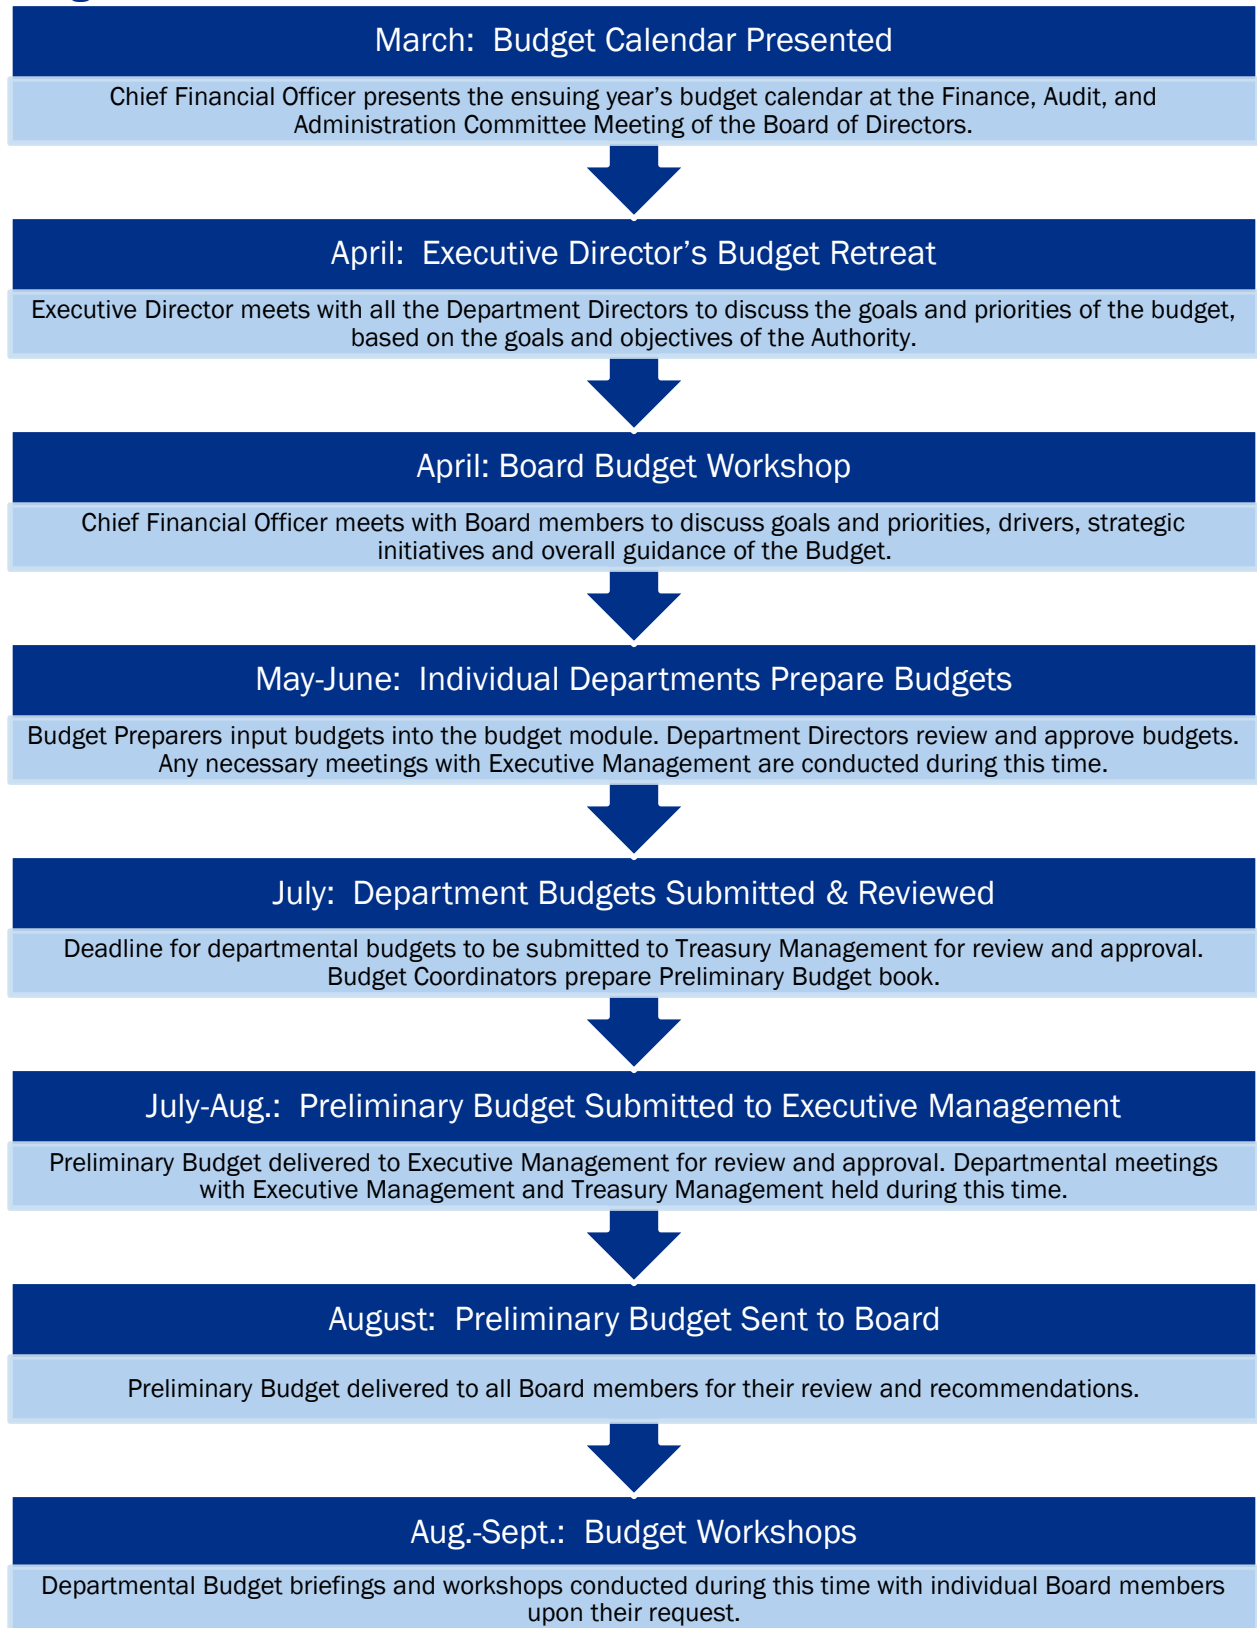 March: Budget Calendar Presented
Chief Financial Officer presents the ensuing year's budget calendar at the Finance, Audit, and
Administration Committee Meeting of the Board of Directors.
April: Executive Director's Budget Retreat
Executive Director meets with all the Department Directors to discuss the goals and priorities of the budget,
based on the goals and objectives of the Authority.
April: Board Budget Workshop
Chief Financial Officer meets with Board members to discuss goals and priorities, drivers, strategic
initiatives and overall guidance of the Budget.
May-June: Individual Departments Prepare Budgets
Budget Preparers input budgets into the budget module. Department Directors review and approve budgets.
Any necessary meetings with Executive Management are conducted during this time.
July: Department Budgets Submitted & Reviewed
Deadline for departmental budgets to be submitted to Treasury Management for review and approval.
Budget Coordinators prepare Preliminary Budget book.
July-Aug.: Preliminary Budget Submitted to Executive Management
Preliminary Budget delivered to Executive Management for review and approval. Departmental meetings
with Executive Management and Treasury Management held during this time.
August: Preliminary Budget Sent to Board
Preliminary Budget delivered to all Board members for their review and recommendations.
Aug.-Sept.: Budget Workshops
Departmental Budget briefings and workshops conducted during this time with individual Board members
upon their request.